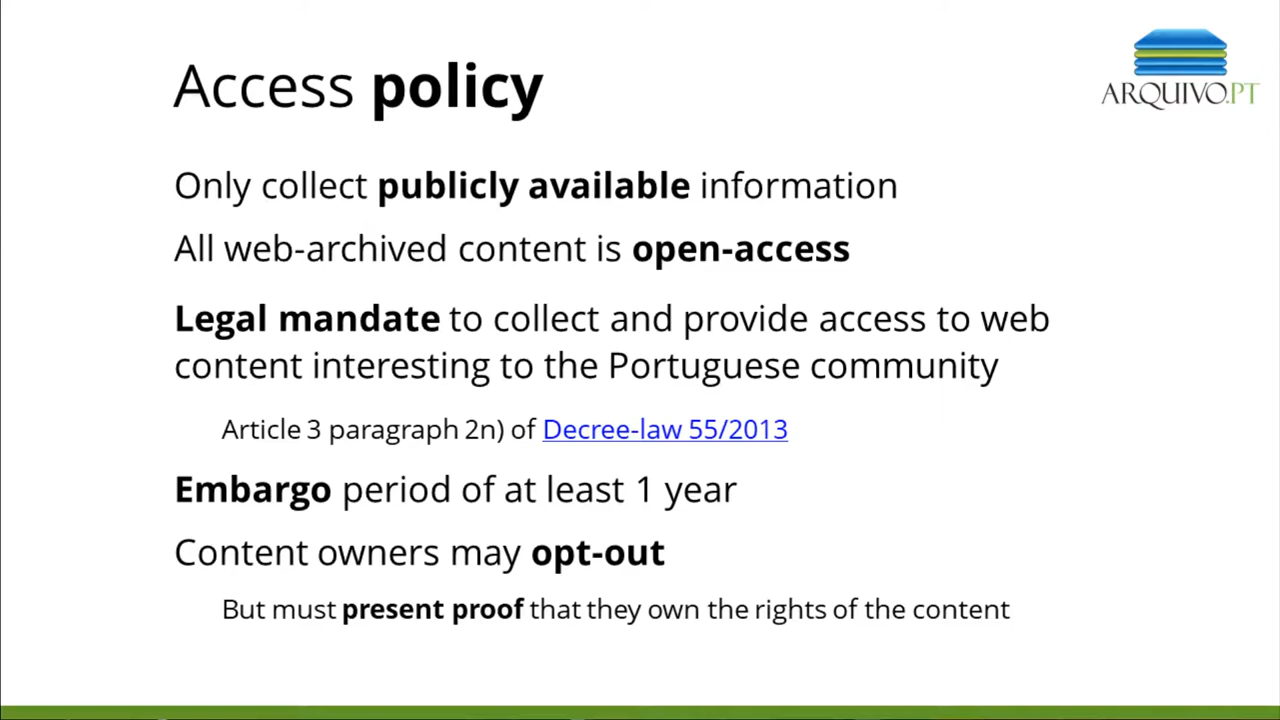 ARQUIVO.PT
Access policy
Only collect publicly available information
All web-archived content is open-access
Legal mandate to collect and provide access to web
content interesting to the Portuguese community
Article 3 paragraph 2n) of Decree-law 55/2013
Embargo period of at least 1 year
Content owners may opt-out
But must present proof that they own the rights of the content